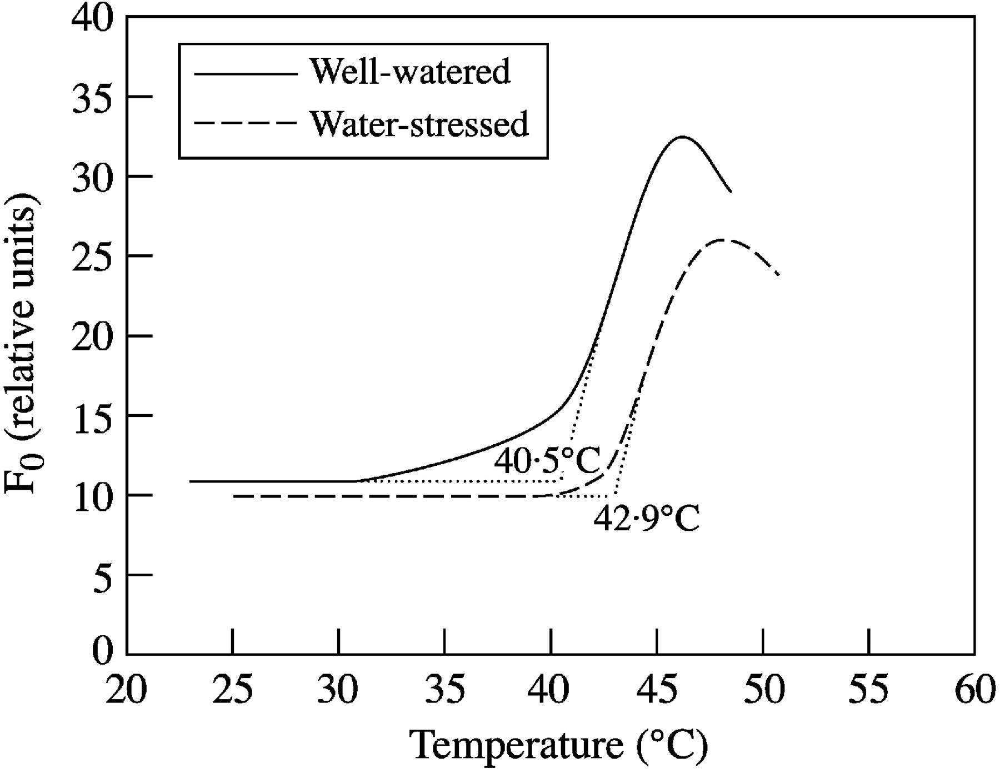 40
35
30
25
20
15
10
5
0
F0 (relative units)
Well-watered
Water-stressed
40·5°C
42·9°C
20 25 30 35 40 45 50 55 60
Temperature (°C)